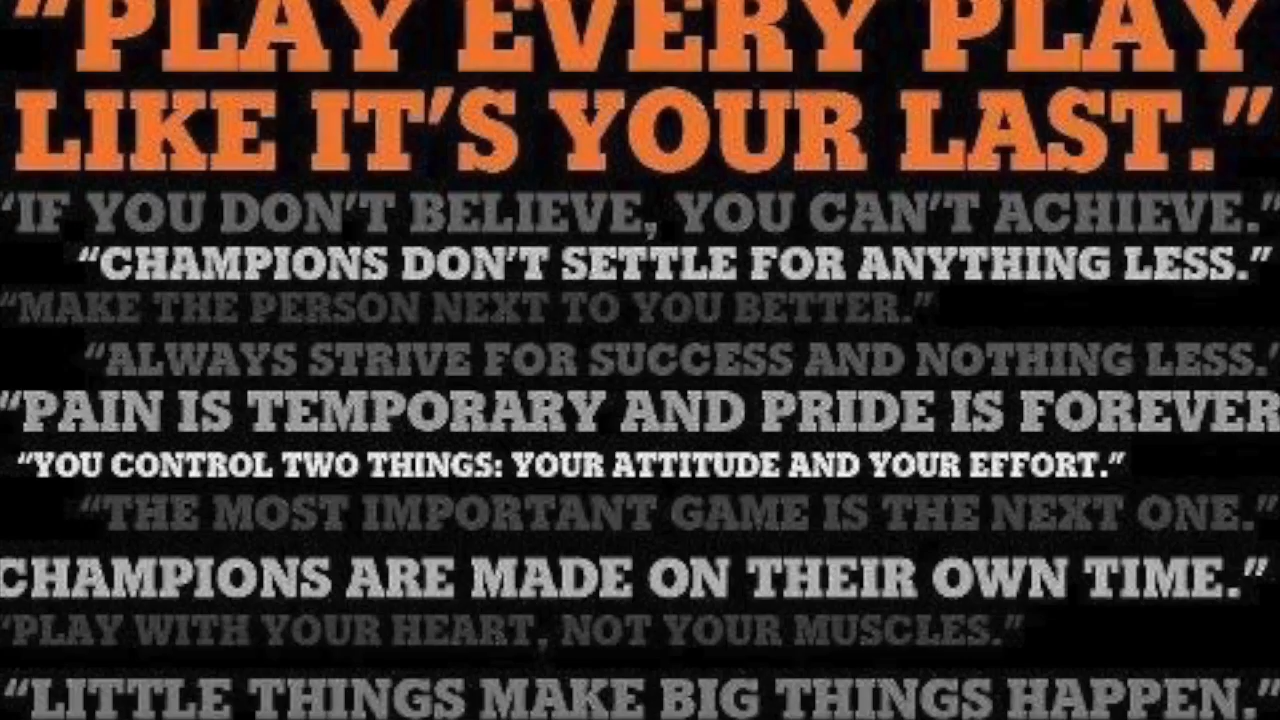 “PLAY EVERY PLAY
LIKE IT’S YOUR LAST.”
“IF YOU DON’T BELIEVE, YOU CAN’T ACHIEVE.”
“CHAMPIONS DON’T SETTLE FOR ANYTHING LESS.”
“MAKE THE PERSON NEXT TO YOU BETTER.”
“ALWAYS STRIVE FOR SUCCESS AND NOTHING LESS.’
“PAIN IS TEMPORARY AND PRIDE IS FOREVER
“YOU CONTROL TWO THINGS: YOUR ATTITUDE AND YOUR EFFORT.”
“THE MOST IMPORTANT GAME IS THE NEXT ONE.”
CHAMPIONS ARE MADE ON THEIR OWN TIME.”
“PLAY WITH YOUR HEART, NOT YOUR MUSCLES.”
“LITTLE THINGS MAKE BIG THINGS HAPPEN.”